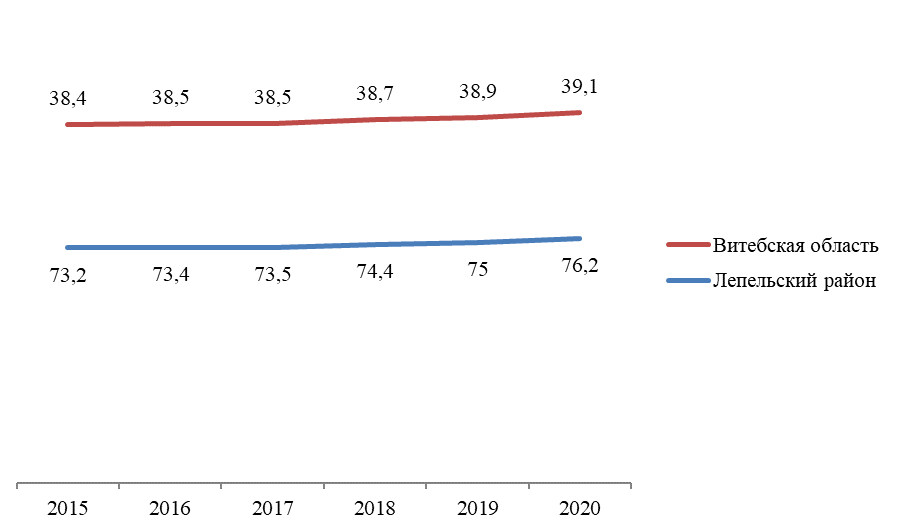 38,4 38,5 38,5 38,7 38,9 39,1
73,2 73,4 73,5 74,4 75 76,2
Витебская область
Лепельский район
2015 2016 2017 2018 2019 2020